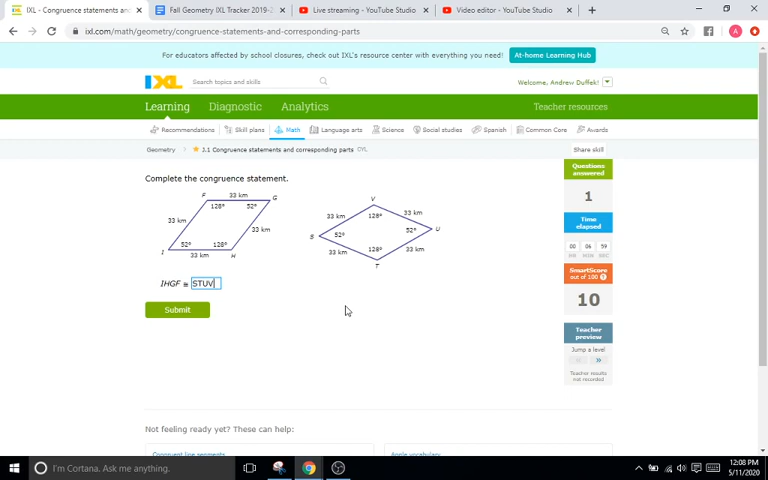 IXL - Congruence statements an
Fall Geometry IXL Tracker 2019-2
Live streaming - YouTube Studio
Video editor - YouTube Studio
ixl.com/math/geometry/congruence-statements-and-corresponding-parts
For educators affected by school closures, check out IXL's resource center with everything you need!
At-home Learning Hub
IXL
Search topics and skills
Welcome, Andrew Duffek!
Learning
Diagnostic
Analytics
Teacher resources
Recommendations
Skill plans
Math
Language arts
Science
Social studies
Spanish
Common Core
Awards
Geometry
J.1 Congruence statements and corresponding parts
CYL
Share skill
Complete the congruence statement.
F
33 km
G
128°
52°
33 km
33 km
52°
128°
I
33 km
H
V
33 km
128°
33 km
S
52°
52°
U
33 km
128°
33 km
T
IHGF ≅ STUV
Submit
Questions
answered
1
Time
elapsed
00 06 59
HR MIN SEC
SmartScore
out of 100
10
Teacher
preview
Jump a level
Teacher results
not recorded
Not feeling ready yet? These can help:
Congruent line segments
I'm Cortana. Ask me anything.
12:08 PM
5/11/2020